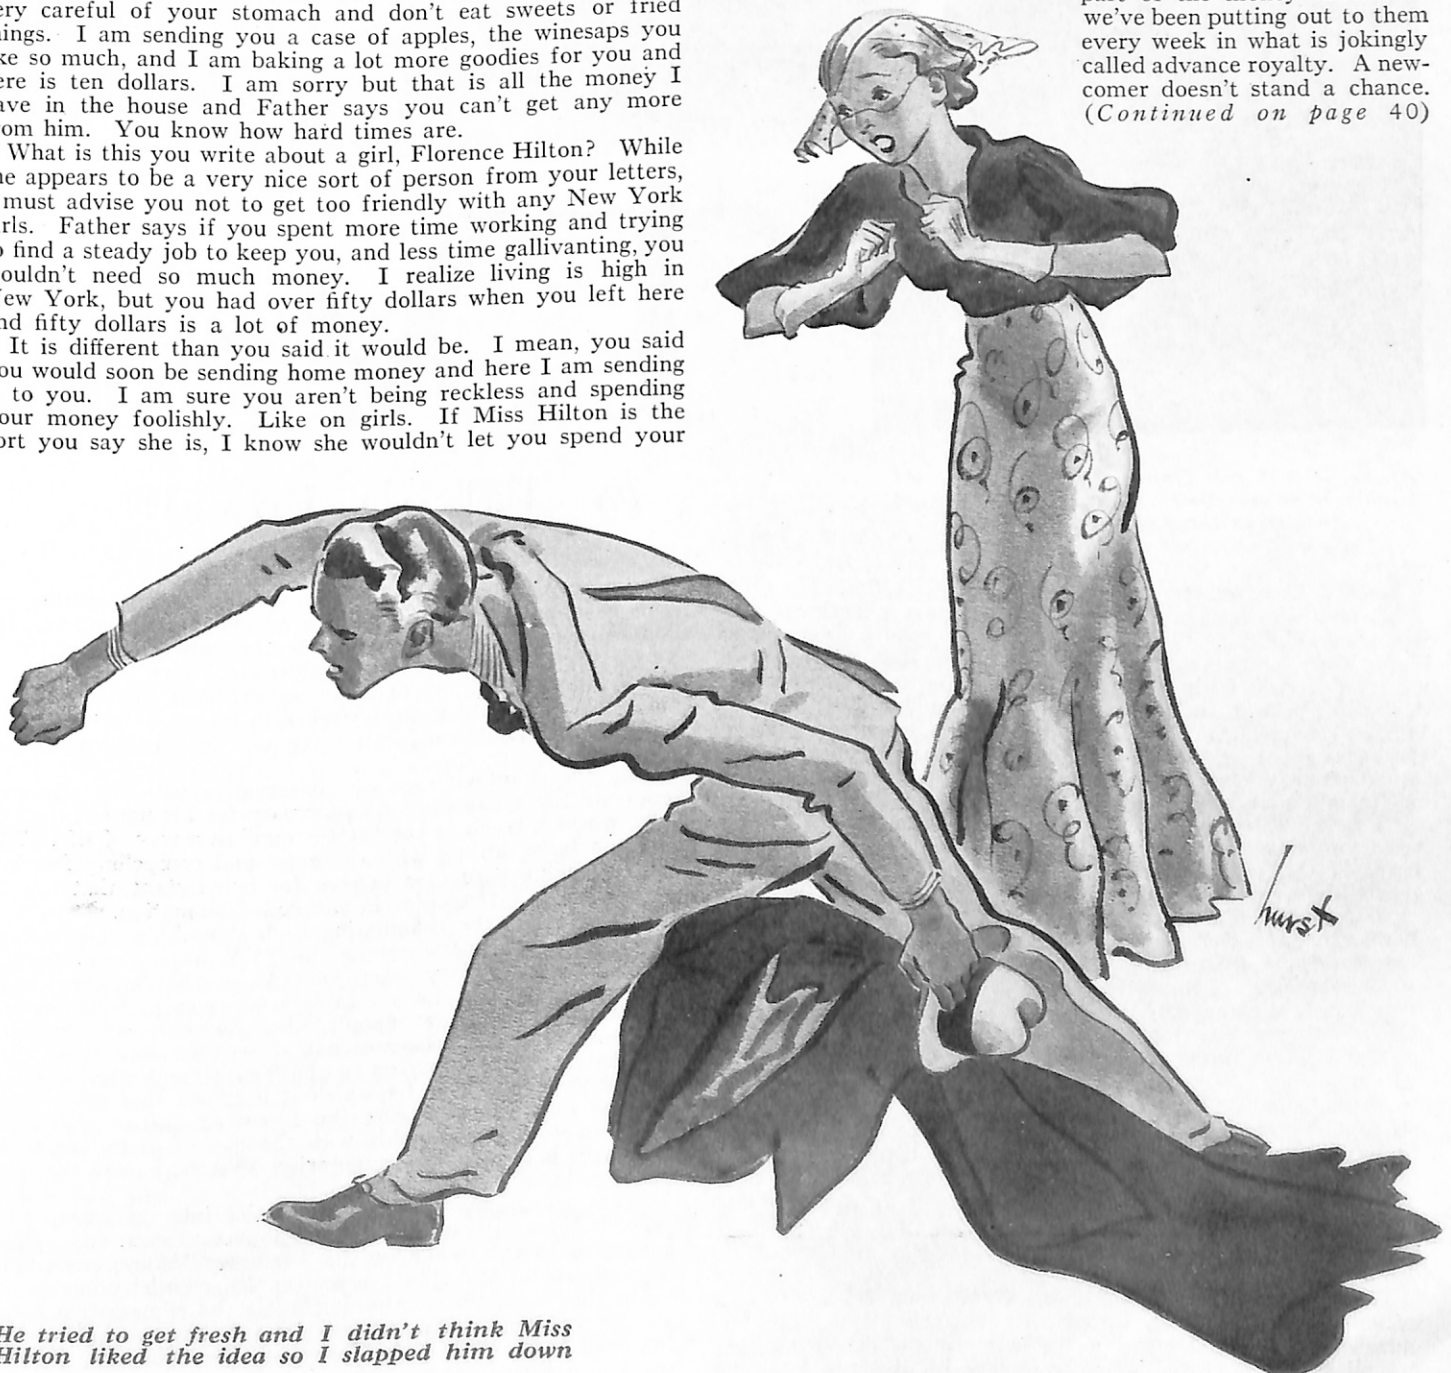 ery careful of your stomach and don't eat sweets or fried
ings. I am sending you a case of apples, the winesaps you
ke so much, and I am baking a lot more goodies for you and
ere is ten dollars. I am sorry but that is all the money I
ave in the house and Father says you can't get any more
om him. You know how hard times are.
What is this you write about a girl, Florence Hilton? While
he appears to be a very nice sort of person from your letters,
must advise you not to get too friendly with any New York
rls. Father says if you spent more time working and trying
o find a steady job to keep you, and less time gallivanting, you
ouldn't need so much money. I realize living is high in
ew York, but you had over fifty dollars when you left here
nd fifty dollars is a lot of money.
It is different than you said it would be. I mean, you said
ou would soon be sending home money and here I am sending
to you. I am sure you aren't being reckless and spending
our money foolishly. Like on girls. If Miss Hilton is the
ort you say she is, I know she wouldn't let you spend your
we've been putting out to them
every week in what is jokingly
called advance royalty. A new-
comer doesn't stand a chance.
(Continued on page 40)
hurst
He tried to get fresh and I didn't think Miss
Hilton liked the idea so I slapped him down